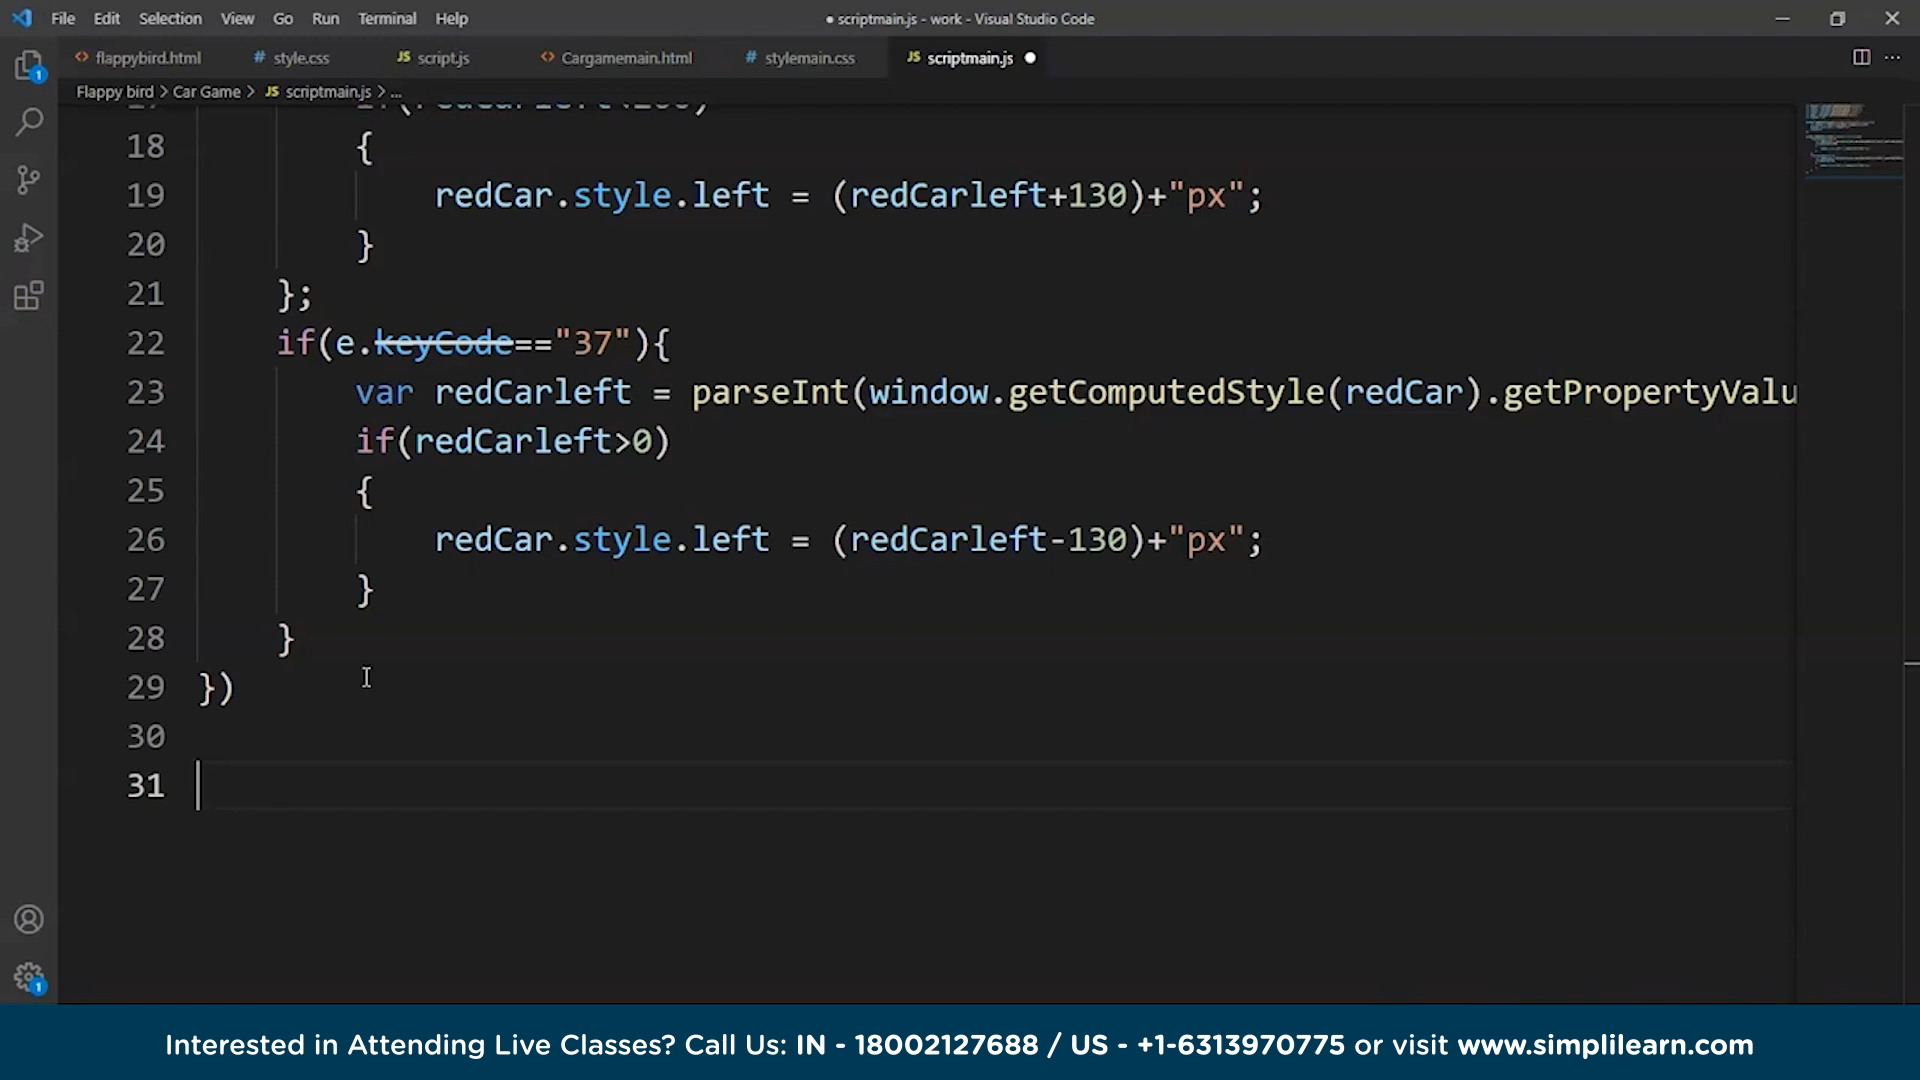 File Edit Selection View Go Run Terminal Help
● scriptmain.js - work - Visual Studio Code
<> flappybird.html # style.css JS script.js <> Cargamemain.html # stylemain.css JS scriptmain.js ●
Flappy bird > Car Game > JS scriptmain.js > ...
18 {
19 redCar.style.left = (redCarleft+130)+"px";
20 }
21 };
22 if(e.keyCode=="37"){
23 var redCarleft = parseInt(window.getComputedStyle(redCar).getPropertyValu
24 if(redCarleft>0)
25 {
26 redCar.style.left = (redCarleft-130)+"px";
27 }
28 }
29 })
30
31
1
1
Interested in Attending Live Classes? Call Us: IN - 18002127688 / US - +1-6313970775 or visit www.simplilearn.com